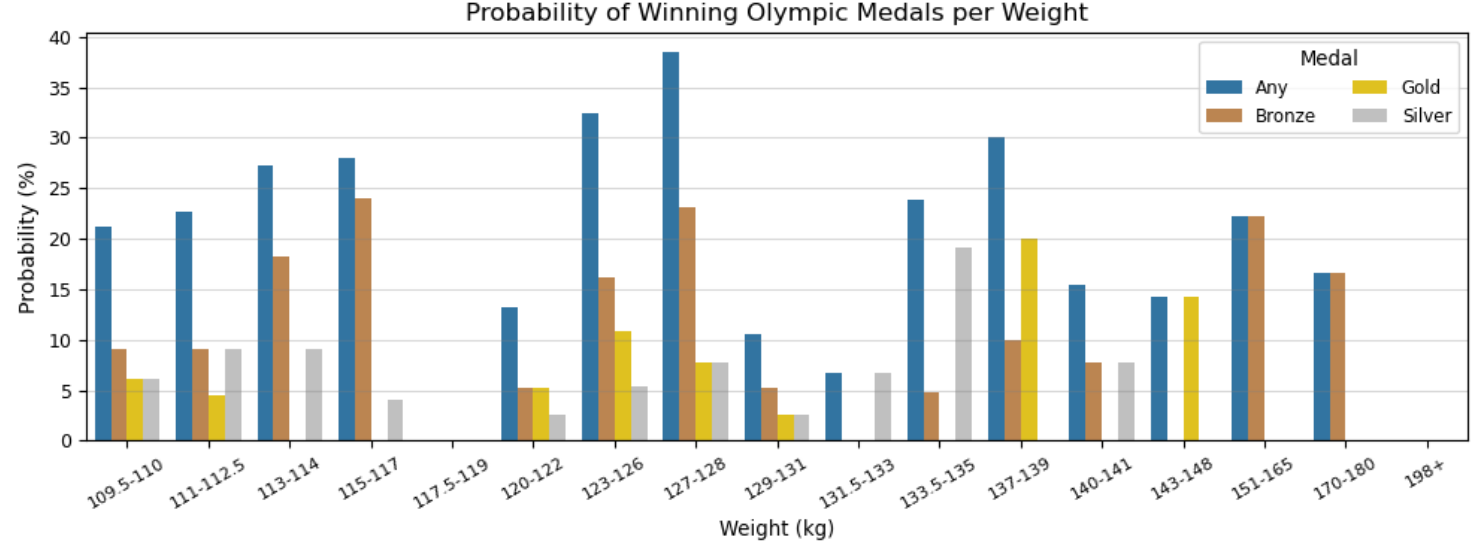 Probability of Winning Olympic Medals per Weight
Probability (%)
40
35
30
25
20
15
10
5
0
Medal
Any Gold
Bronze Silver
109.5-110 111-112.5 113-114 115-117 117.5-119 120-122 123-126 127-128 129-131 131.5-133 133.5-135 137-139 140-141 143-148 151-165 170-180 198+
Weight (kg)